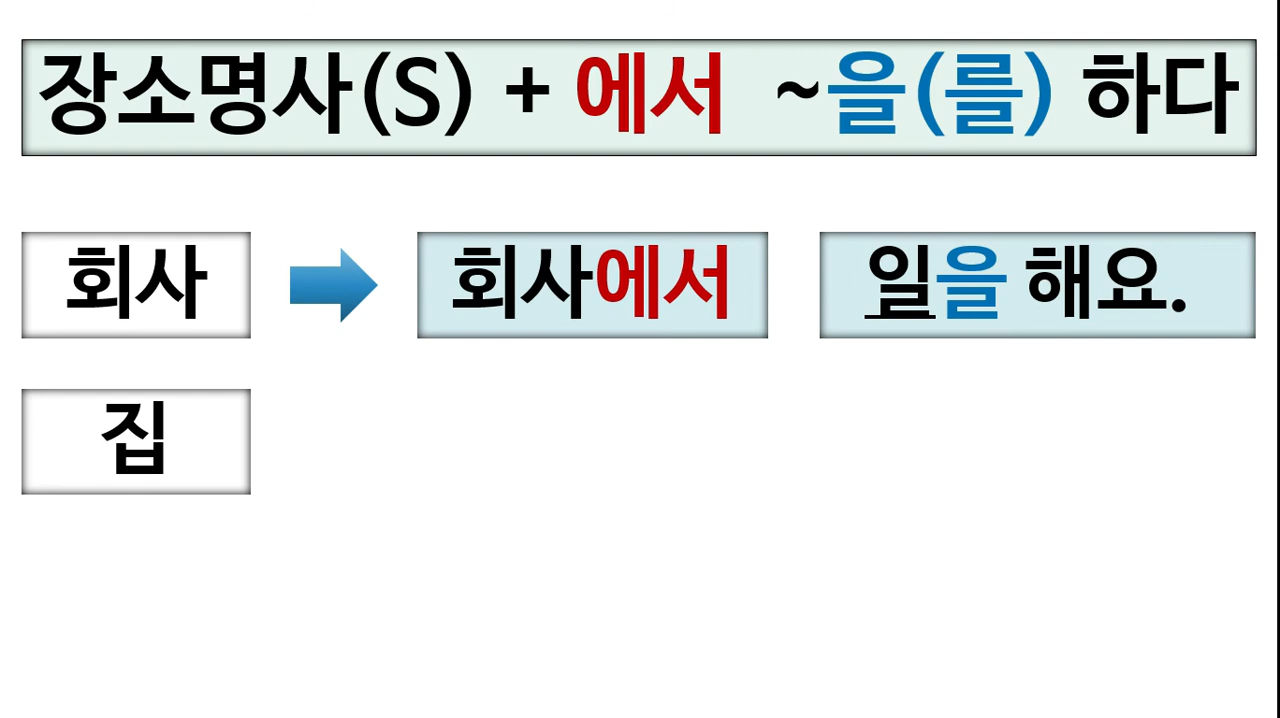 장소명사(S) + 에서 ~을(를) 하다
회사 회사에서 일을 해요.
집